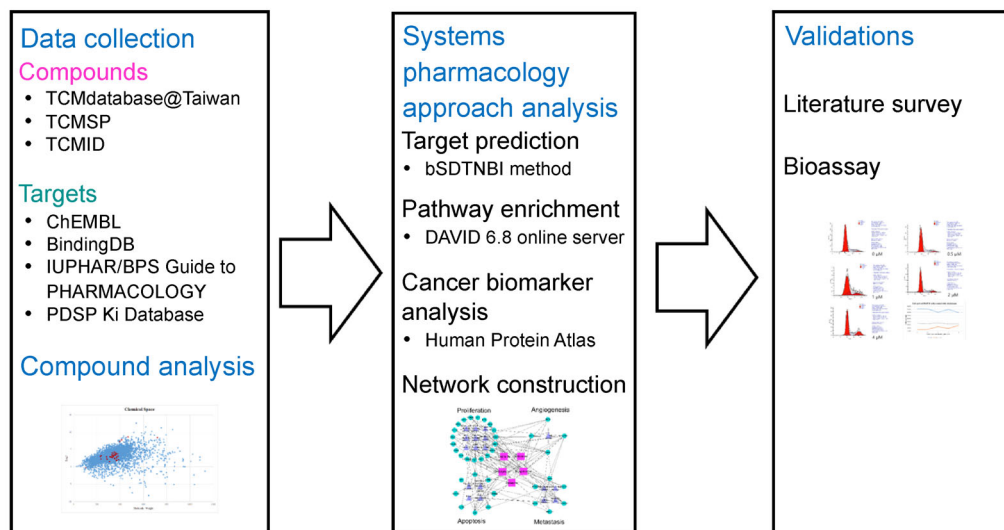 Data collection
Compounds
• TCMdatabase@Taiwan
• TCMSP
• TCMID
Targets
• ChEMBL
• BindingDB
• IUPHAR/BPS Guide to
PHARMACOLOGY
• PDSP Ki Database
Compound analysis
Chemical Space
Systems
pharmacology
approach analysis
Target prediction
• bSDTNBI method
Pathway enrichment
• DAVID 6.8 online server
Cancer biomarker
analysis
• Human Protein Atlas
Network construction
Proliferation
Angiogenesis
Apoptosis
Metastasis
Validations
Literature survey
Bioassay
0 μM
0.5 μM
1 μM
2 μM
4 μM